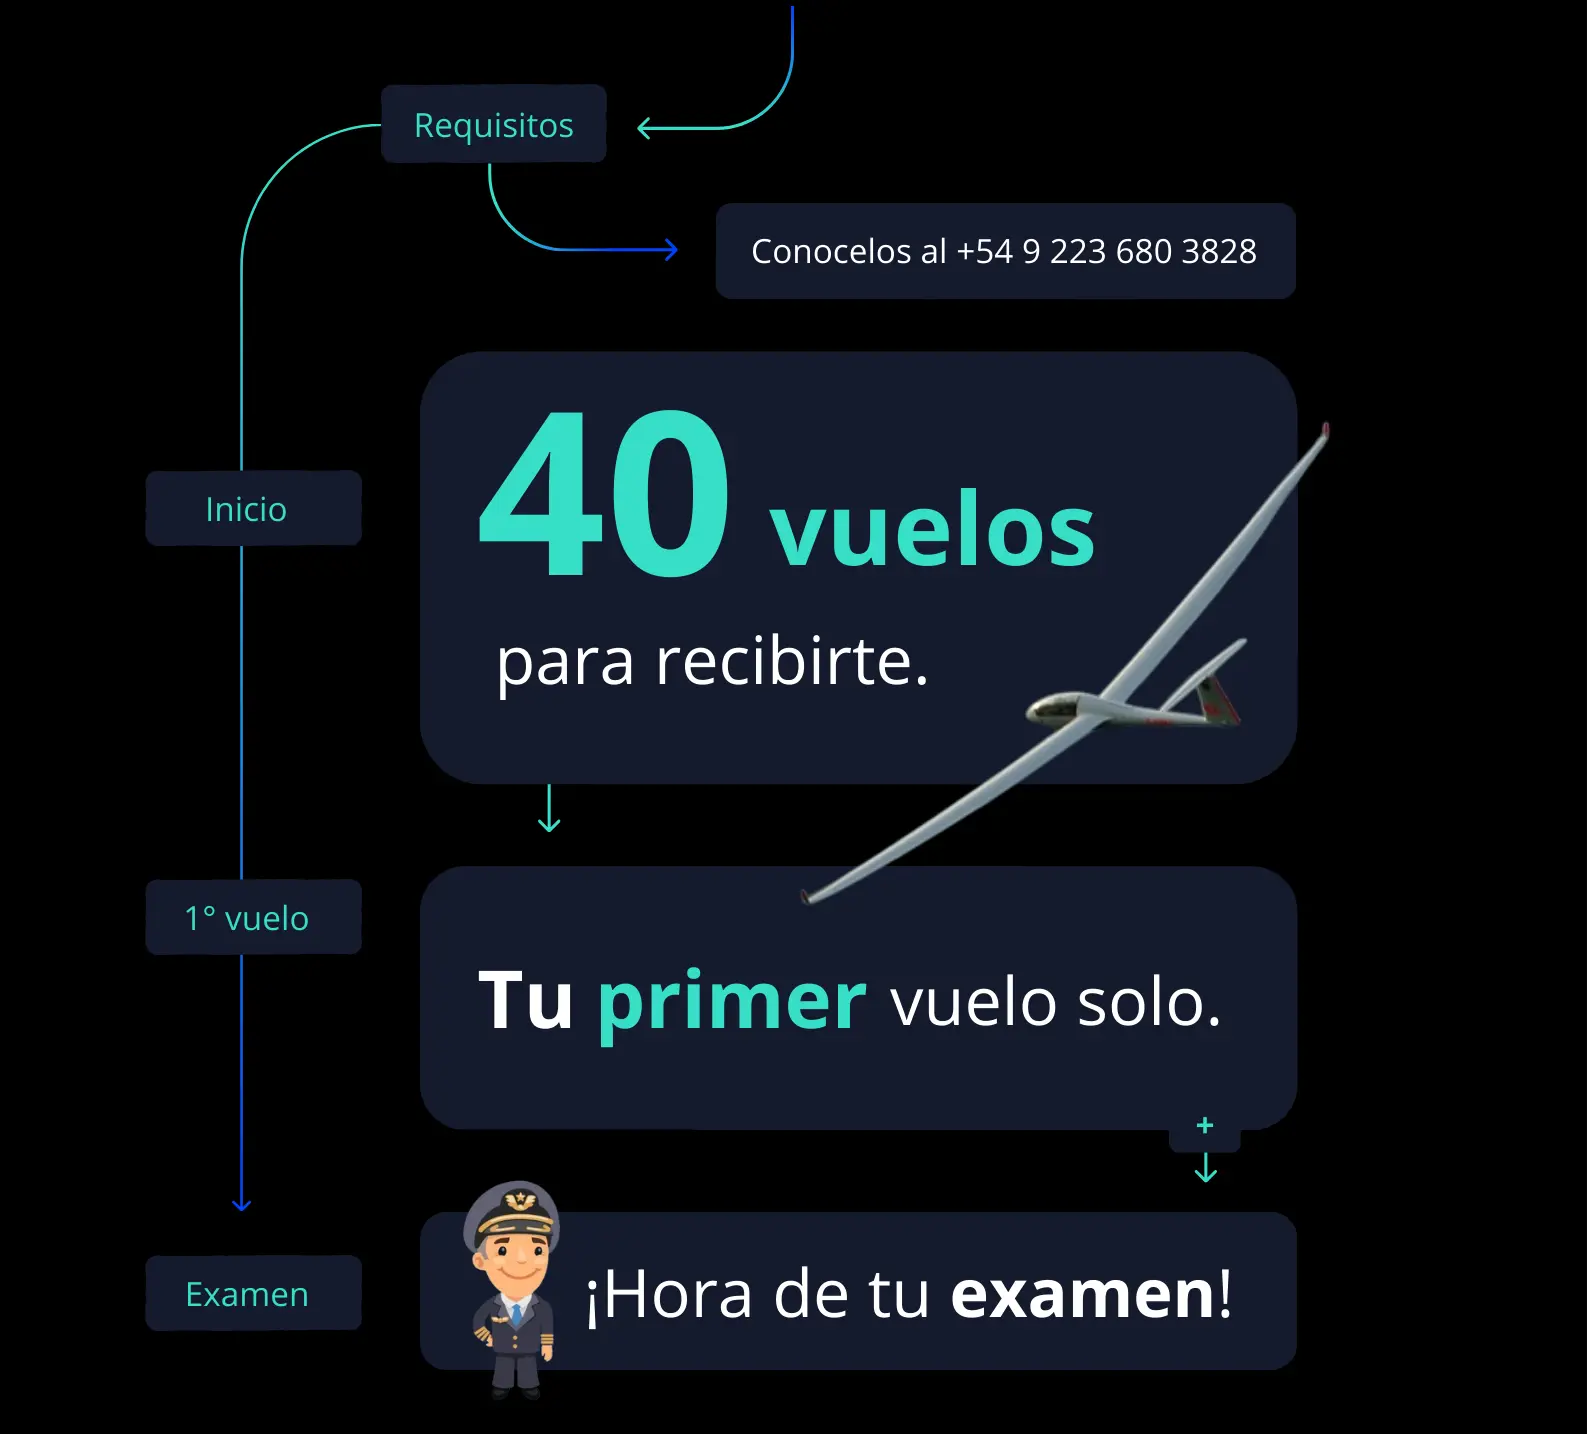 Requisitos
Conocelos al +54 9 223 680 3828
Inicio
40 vuelos
para recibirte.
1° vuelo
Tu primer vuelo solo.
+
Examen
¡Hora de tu examen!